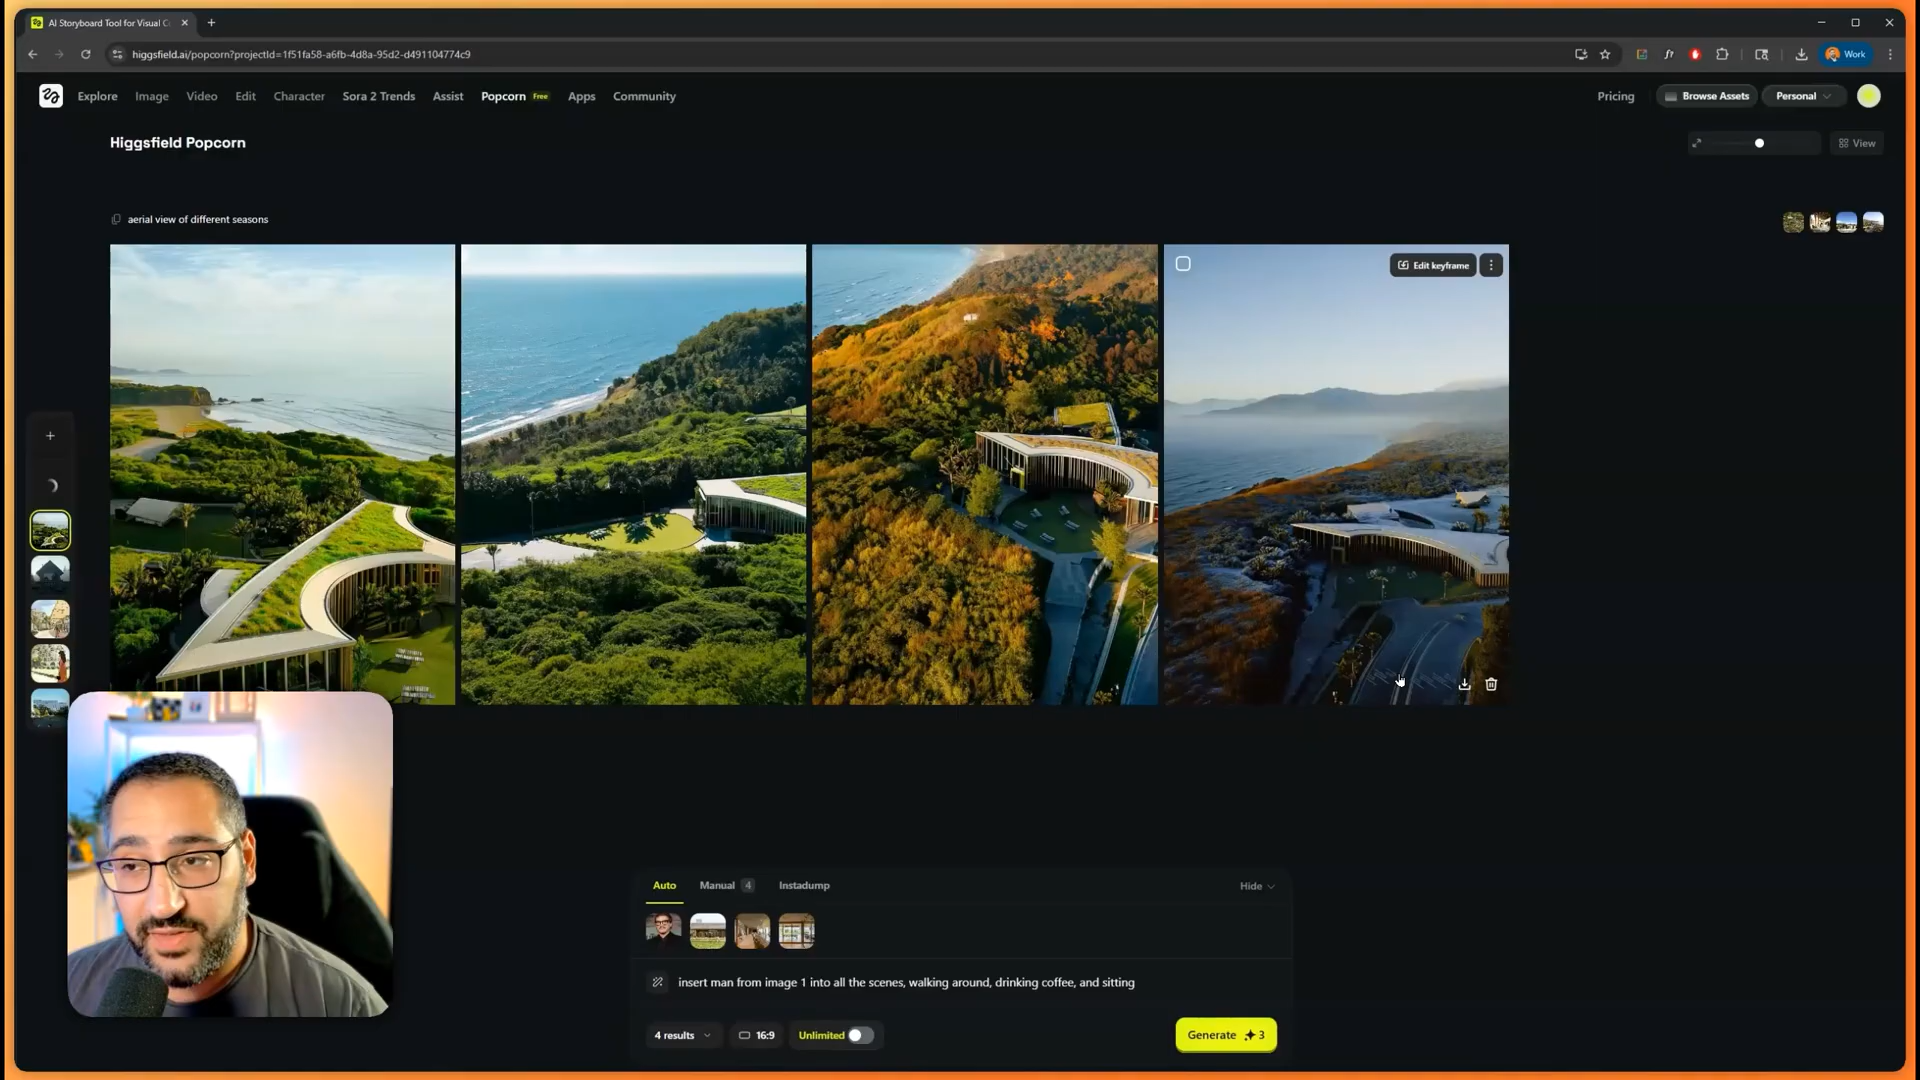 AI Storyboard Tool for Visual C
higgsfield.ai/popcorn?projectId=1f51fa58-a6fb-4d8a-95d2-d491104774c9
Work
Explore Image Video Edit Character Sora 2 Trends Assist Popcorn Free Apps Community
Pricing Browse Assets Personal
Higgsfield Popcorn
View
aerial view of different seasons
Edit keyframe
Auto Manual 4 Instadump Hide
insert man from image 1 into all the scenes, walking around, drinking coffee, and sitting
4 results 16:9 Unlimited Generate 3